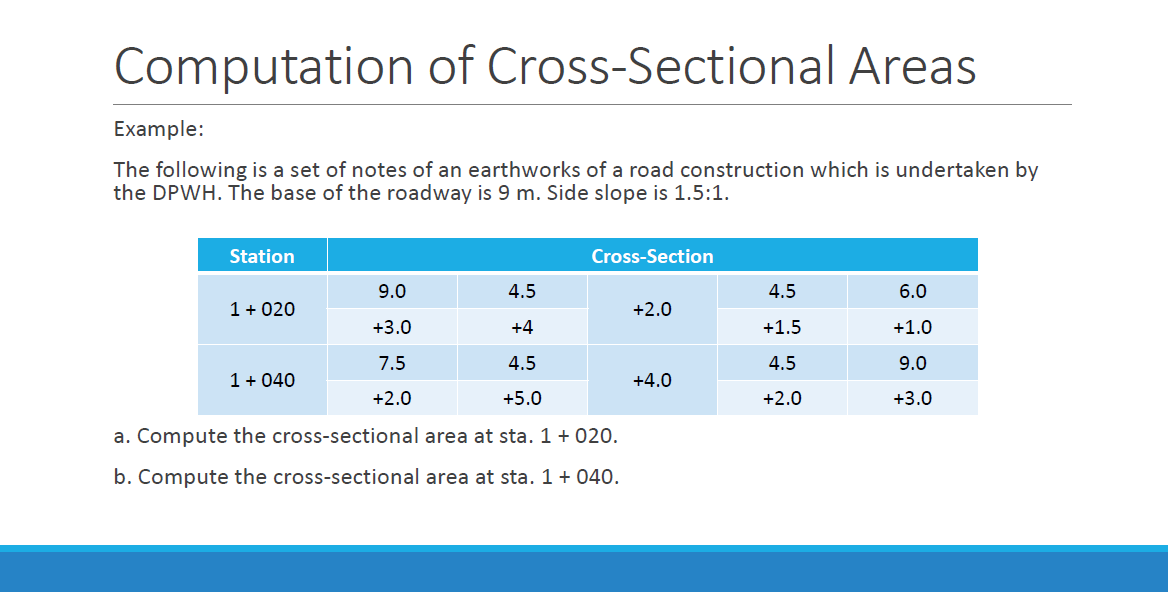 Computation of Cross-Sectional Areas
Example:
The following is a set of notes of an earthworks of a road construction which is undertaken by
the DPWH. The base of the roadway is 9 m. Side slope is 1.5:1.
Station Cross-Section
9.0 4.5 4.5 6.0
1 + 020 +2.0
+3.0 +4 +1.5 +1.0
7.5 4.5 4.5 9.0
1 + 040 +4.0
+2.0 +5.0 +2.0 +3.0
a. Compute the cross-sectional area at sta. 1 + 020.
b. Compute the cross-sectional area at sta. 1 + 040.